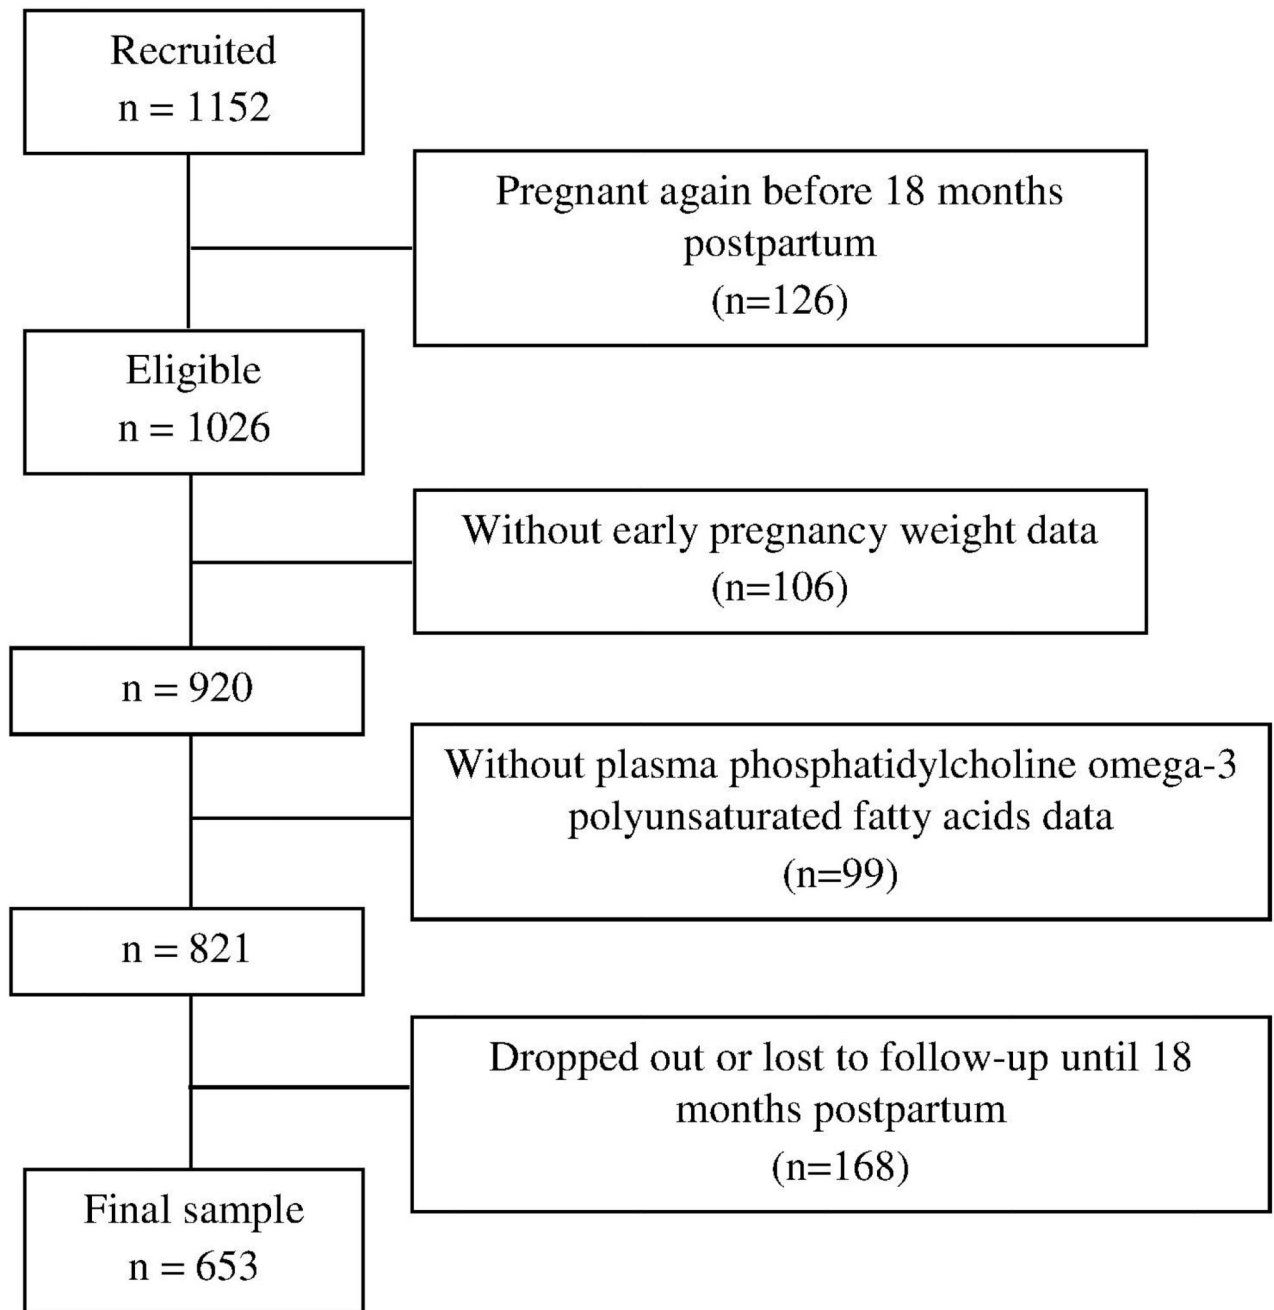 Recruited
n = 1152
Pregnant again before 18 months
postpartum
(n=126)
Eligible
n = 1026
Without early pregnancy weight data
(n=106)
n = 920
Without plasma phosphatidylcholine omega-3
polyunsaturated fatty acids data
(n=99)
n = 821
Dropped out or lost to follow-up until 18
months postpartum
(n=168)
Final sample
n = 653